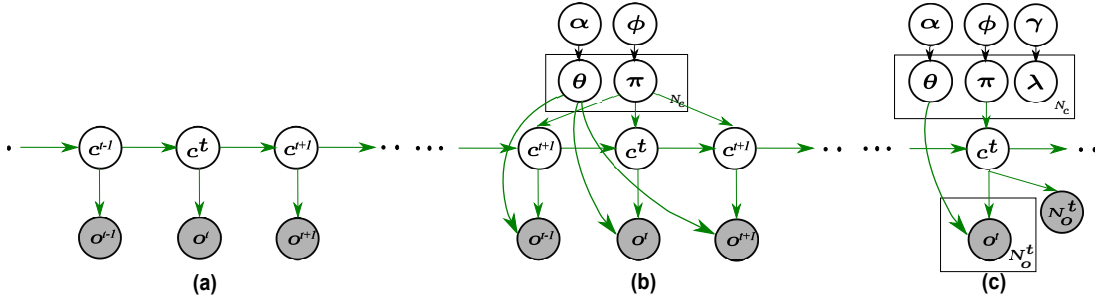 α ϕ α ϕ γ
θ π θ π λ
N_c N_c
c^{t-1} c^t c^{t+1} c^{t+1} c^t c^{t+1} c^t
o^{t-1} o^t o^{t+1} o^{t-1} o^t o^{t+1} o^t N_o^t N_o^t
(a) (b) (c)